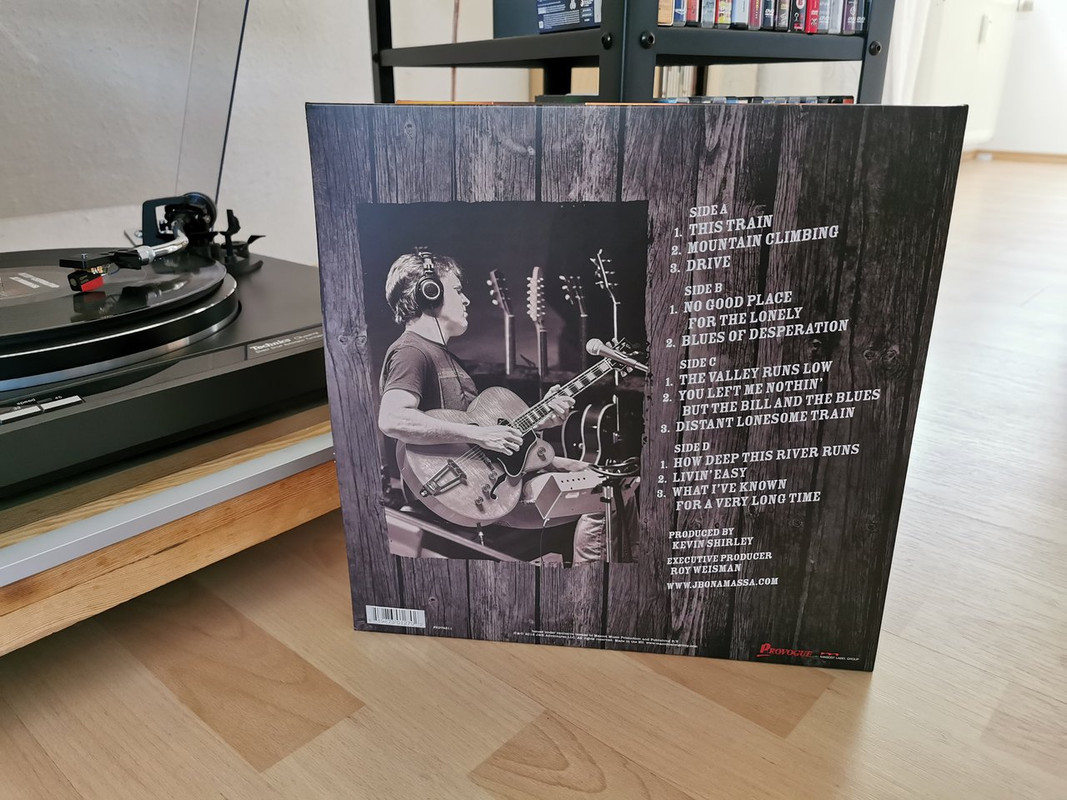 Technics
SIDE A
1. THIS TRAIN
2. MOUNTAIN CLIMBING
3. DRIVE
SIDE B
1. NO GOOD PLACE
FOR THE LONELY
2. BLUES OF DESPERATION
SIDE C
1. THE VALLEY RUNS LOW
2. YOU LEFT ME NOTHIN'
BUT THE BILL AND THE BLUES
3. DISTANT LONESOME TRAIN
SIDE D
1. HOW DEEP THIS RIVER RUNS
2. LIVIN' EASY
3. WHAT I'VE KNOWN
FOR A VERY LONG TIME
PRODUCED BY
KEVIN SHIRLEY
EXECUTIVE PRODUCER
ROY WEISMAN
WWW.JBONAMASSA.COM
PROVOGUE